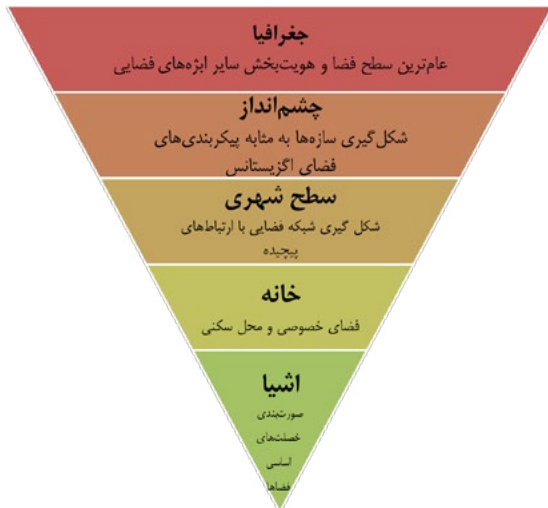 جغرافیا
عام‌ترین سطح فضا و هویت‌بخش سایر ابژه‌های فضایی
چشم‌انداز
شکل‌گیری سازه‌ها به مثابه پیکربندی‌های
فضای اگزیستانس
سطح شهری
شکل گیری شبکه فضایی با ارتباط‌های
پیچیده
خانه
فضای خصوصی و محل سکنی
اشیا
صورت‌بندی
خصلت‌های
اساسی
فضاها